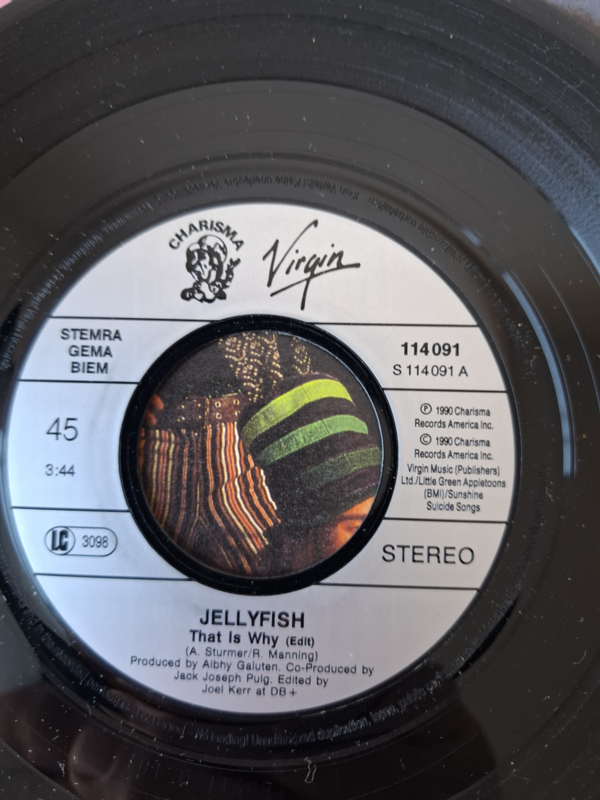 CHARISMA
Virgin
STEMRA
GEMA
BIEM
114 091
S 114 091 A
45
3:44
℗ 1990 Charisma
Records America Inc.
© 1990 Charisma
Records America Inc.
Virgin Music (Publishers)
Ltd./Little Green Appletoons
(BMI)/Sunshine
Suicide Songs
LC 3098
STEREO
JELLYFISH
That Is Why (Edit)
(A. Sturmer/R. Manning)
Produced by Albhy Galuten. Co-Produced by
Jack Joseph Puig. Edited by
Joel Kerr at DB+